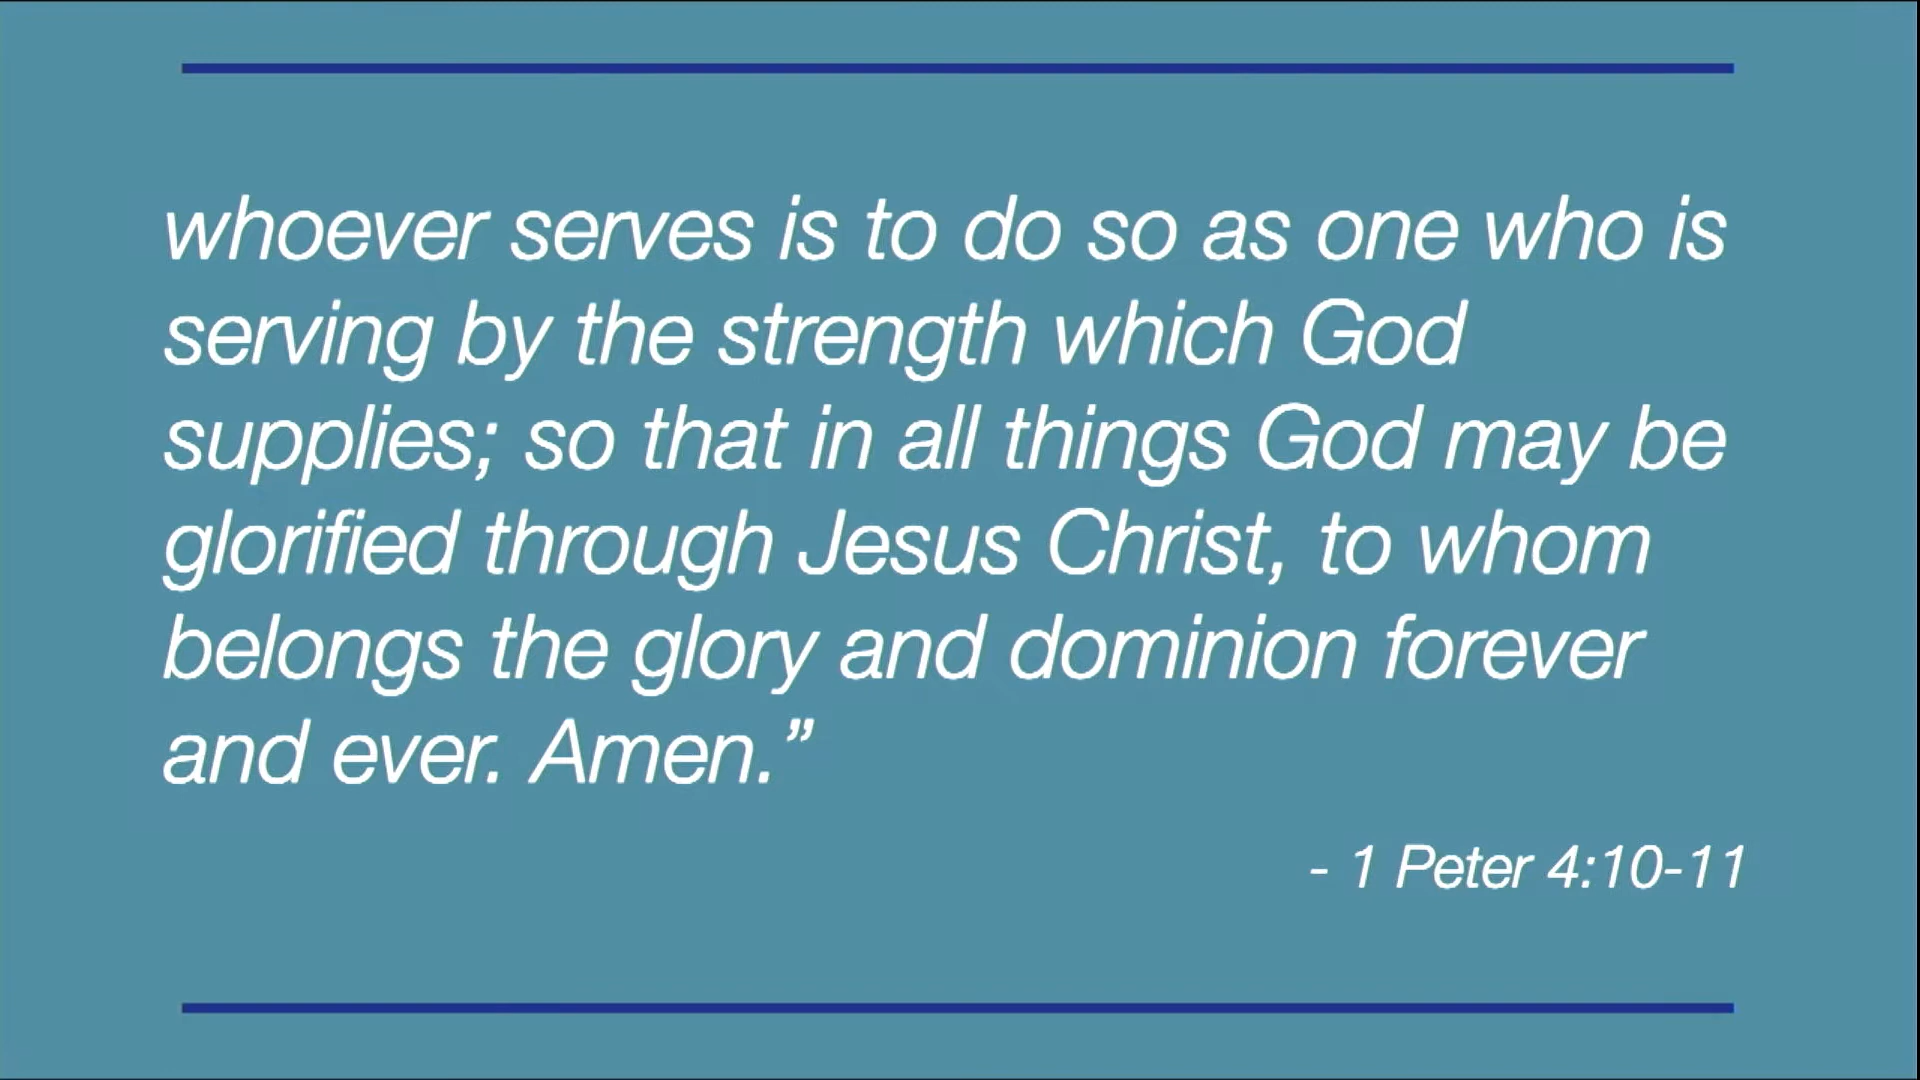 whoever serves is to do so as one who is
serving by the strength which God
supplies; so that in all things God may be
glorified through Jesus Christ, to whom
belongs the glory and dominion forever
and ever. Amen.”
- 1 Peter 4:10-11